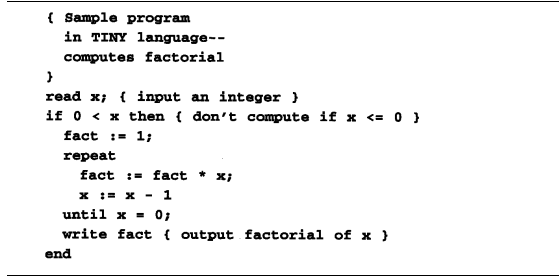 { Sample program
in TINY language--
computes factorial
}
read x; { input an integer }
if 0 < x then { don't compute if x <= 0 }
fact := 1;
repeat
fact := fact * x;
x := x - 1
until x = 0;
write fact { output factorial of x }
end